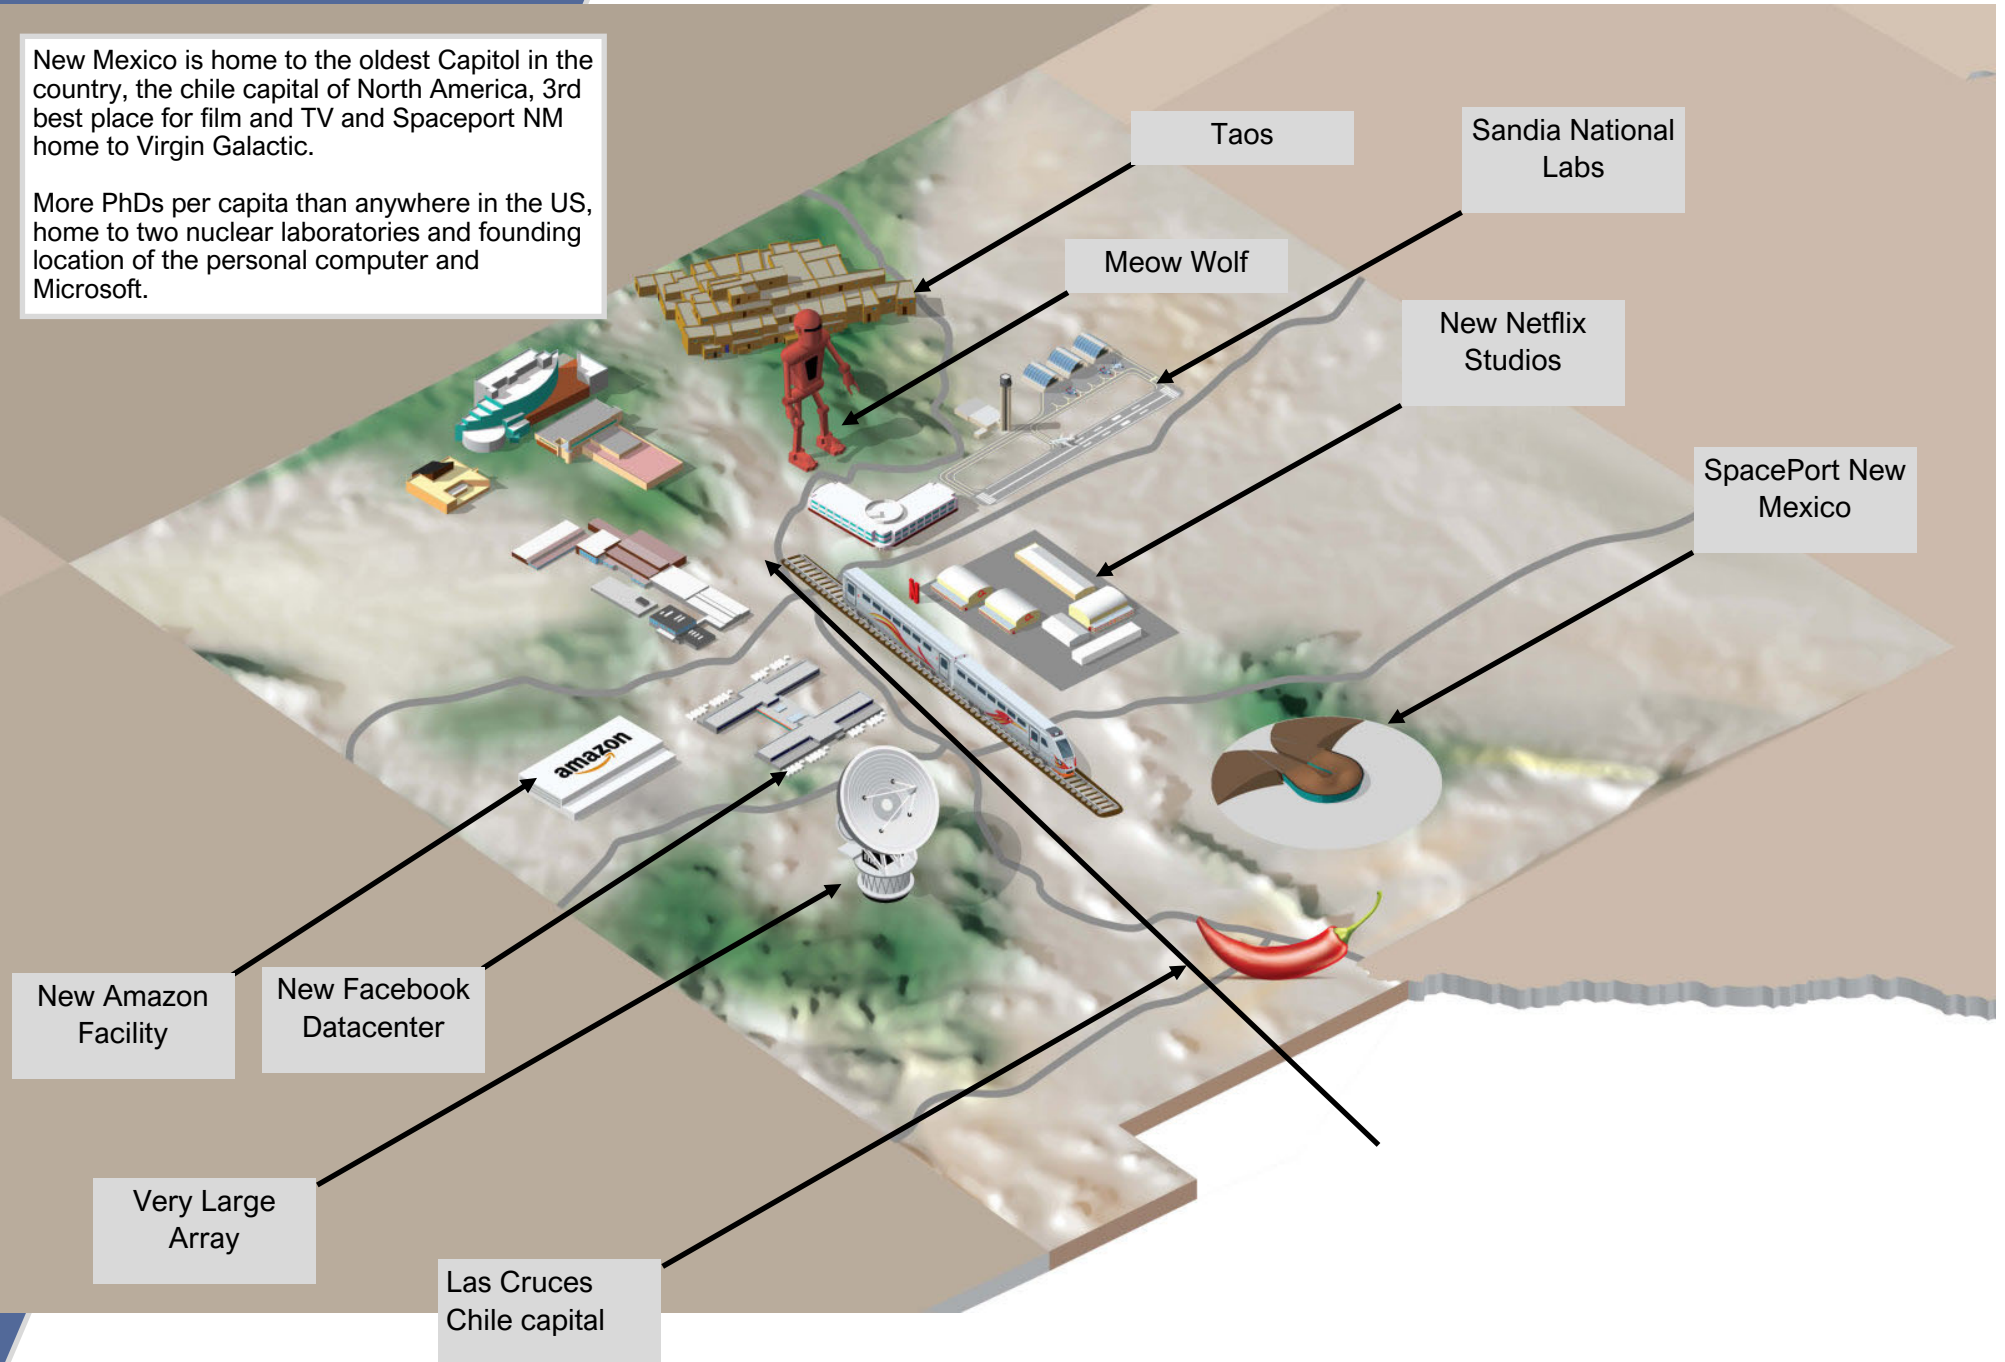 New Mexico is home to the oldest Capitol in the
country, the chile capital of North America, 3rd
best place for film and TV and Spaceport NM
home to Virgin Galactic.
More PhDs per capita than anywhere in the US,
home to two nuclear laboratories and founding
location of the personal computer and
Microsoft.
Taos
Sandia National
Labs
Meow Wolf
New Netflix
Studios
SpacePort New
Mexico
N
amazon
New Amazon
Facility
New Facebook
Datacenter
Very Large
Array
Las Cruces
Chile capital